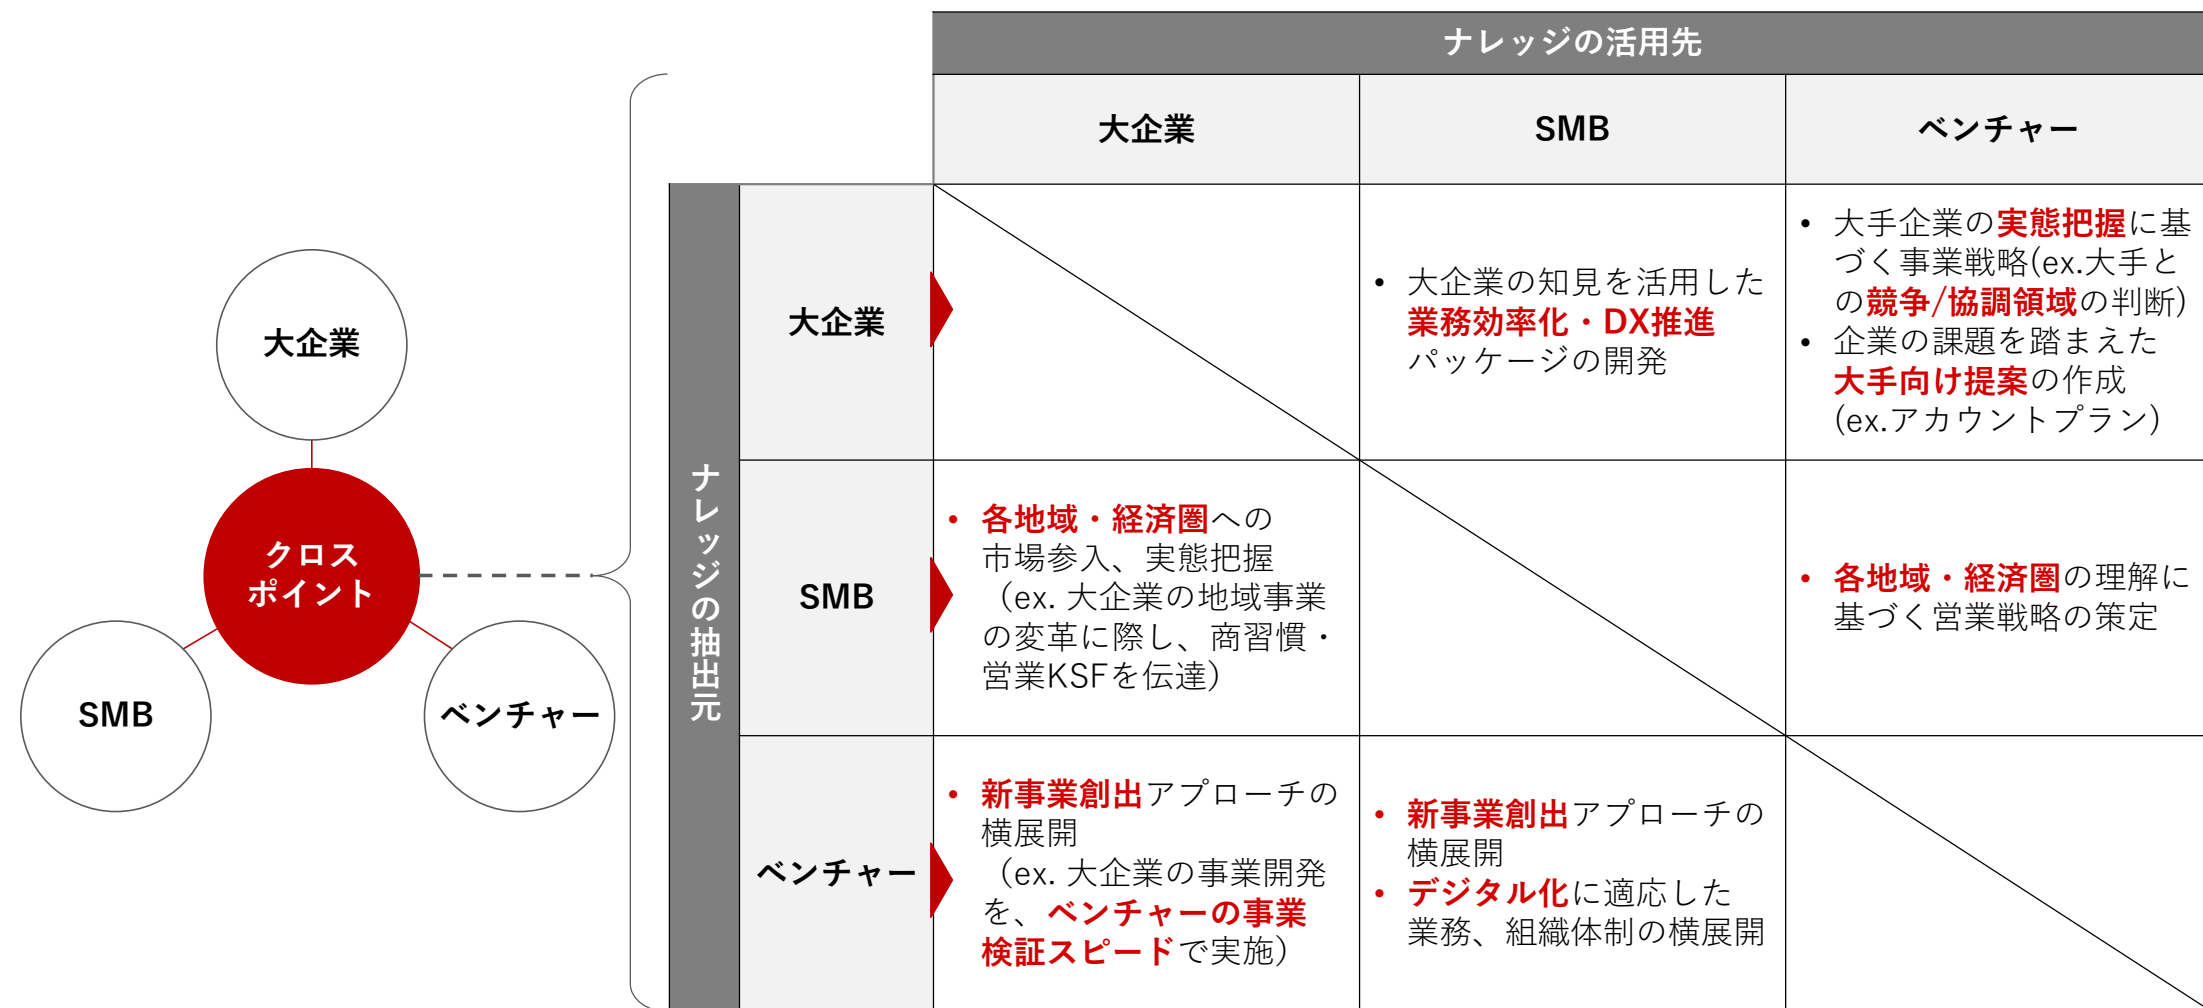 大企業
クロス
ポイント
SMB
ベンチャー
ナレッジの活用先
大企業
SMB
ベンチャー
ナレッジの抽出元
大企業
• 大企業の知見を活用した
業務効率化・DX推進
パッケージの開発
• 大手企業の実態把握に基
づく事業戦略(ex.大手と
の競争/協調領域の判断)
• 企業の課題を踏まえた
大手向け提案の作成
(ex.アカウントプラン)
SMB
• 各地域・経済圏への
市場参入、実態把握
（ex. 大企業の地域事業
の変革に際し、商習慣・
営業KSFを伝達）
• 各地域・経済圏の理解に
基づく営業戦略の策定
ベンチャー
• 新事業創出アプローチの
横展開
（ex. 大企業の事業開発
を、ベンチャーの事業
検証スピードで実施）
• 新事業創出アプローチの
横展開
• デジタル化に適応した
業務、組織体制の横展開